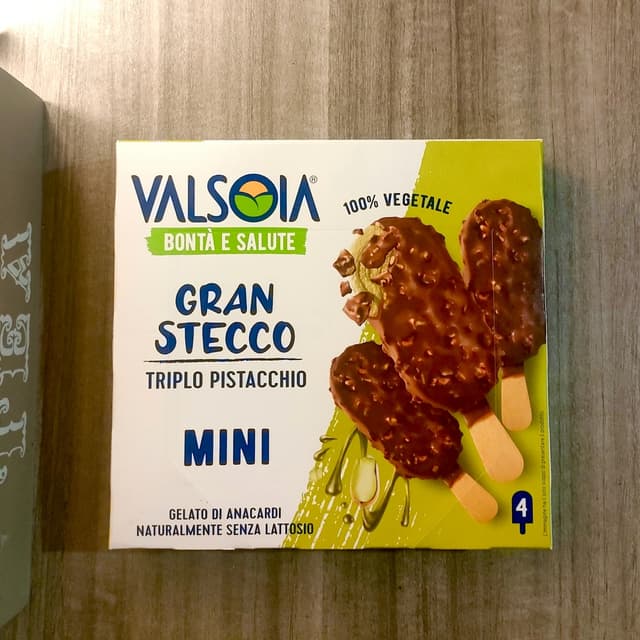 VALSOIA®
BONTÀ E SALUTE
100% VEGETALE
GRAN
STECCO
TRIPLO PISTACCHIO
MINI
GELATO DI ANACARDI
NATURALMENTE SENZA LATTOSIO
4